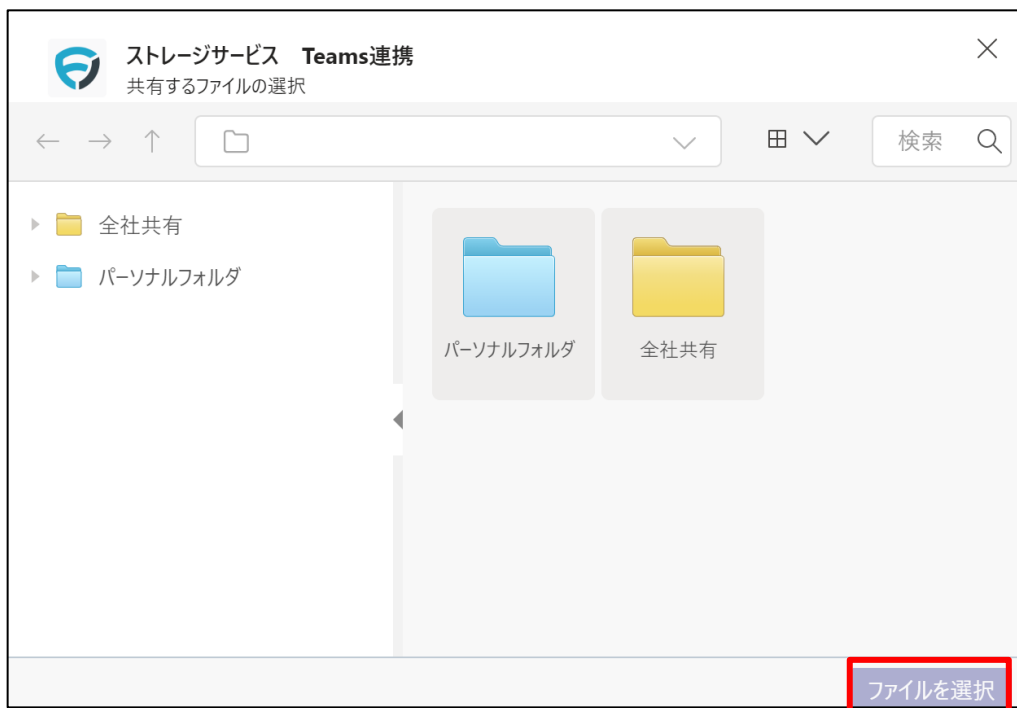 ストレージサービス Teams連携
共有するファイルの選択
検索
全社共有
パーソナルフォルダ
パーソナルフォルダ
全社共有
ファイルを選択